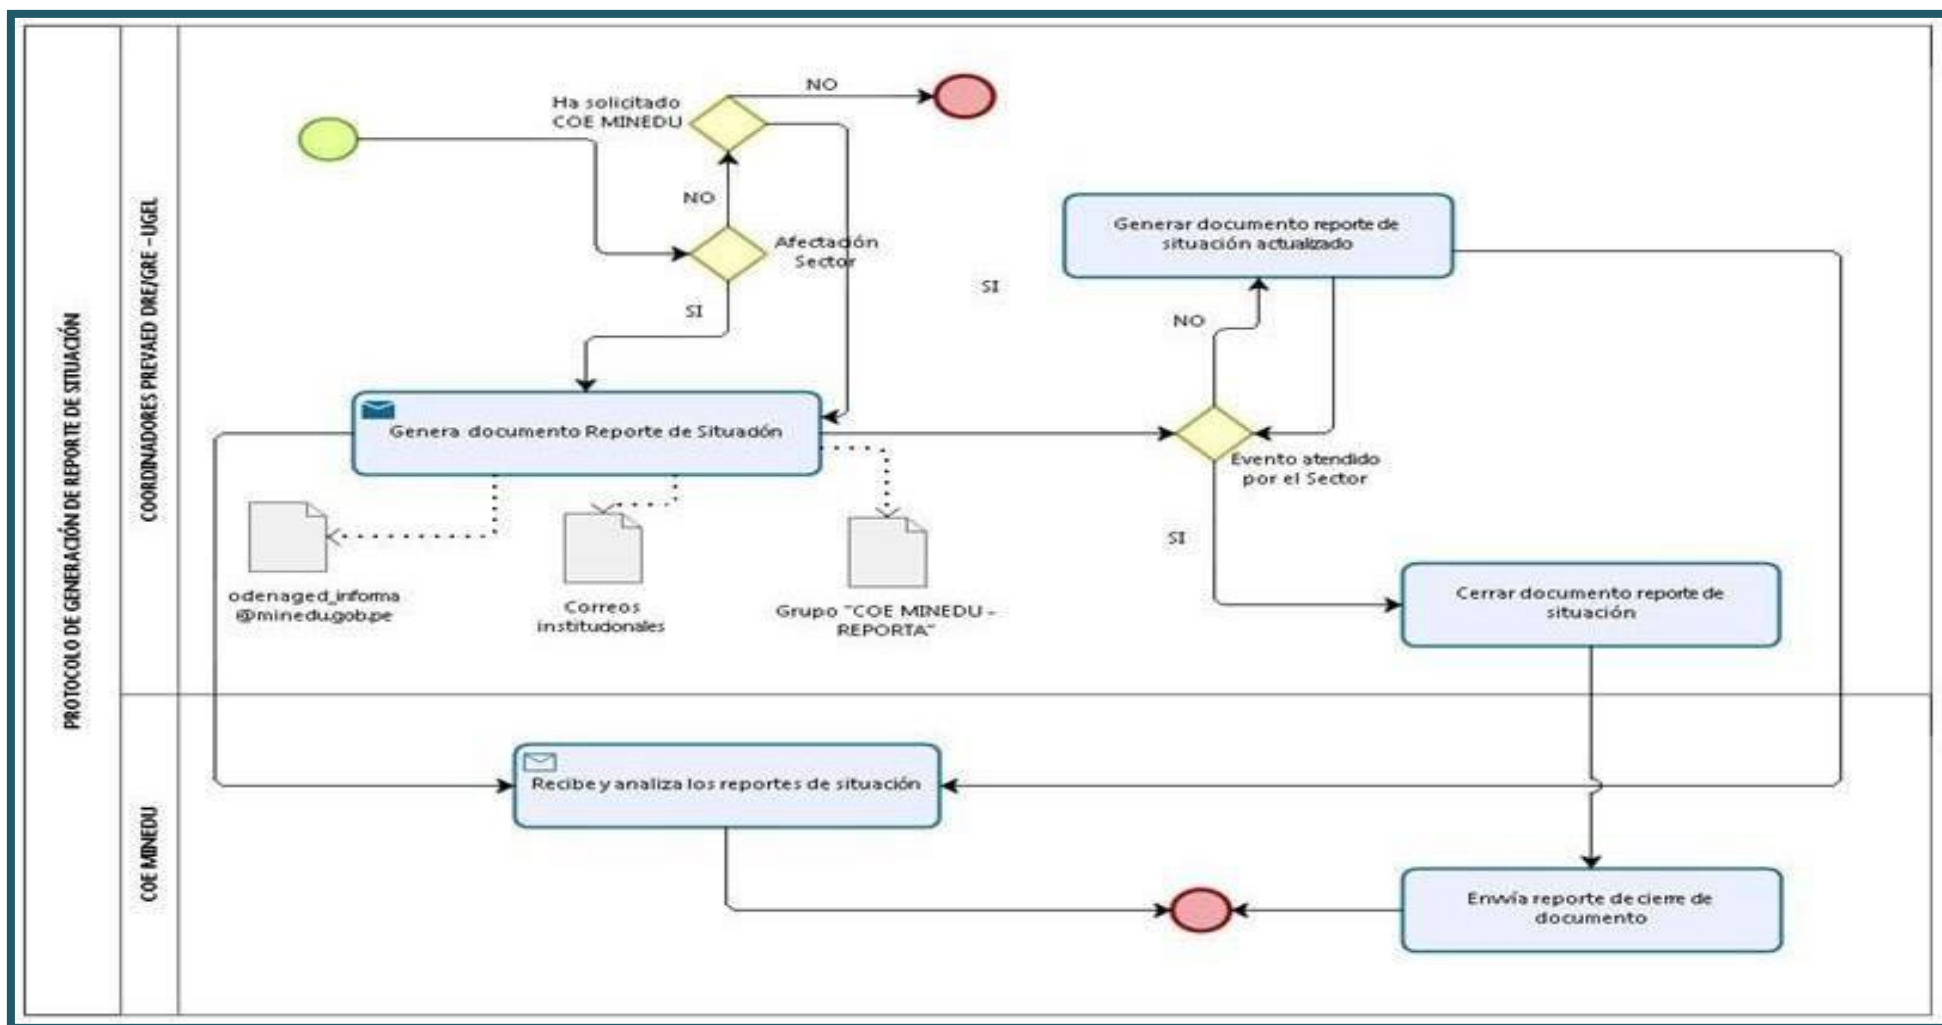 PROTOCOLO DE GENERACIÓN DE REPORTE DE SITUACIÓN
COORDINADORES PREVAED DRE/GRE -UGEL
Ha solicitado
COE MINEDU
NO
NO
Afectación
Sector
SI
SI
Generar documento reporte de
situación actualizado
NO
Genera documento Reporte de Situación
Evento atendido
por el Sector
SI
odenaged_informa
@minedu.gob.pe
Correos
institucionales
Grupo "COE MINEDU -
REPORTA"
Cerrar documento reporte de
situación
COE MINEDU
Recibe y analiza los reportes de situación
Envvía reporte de cierre de
documento